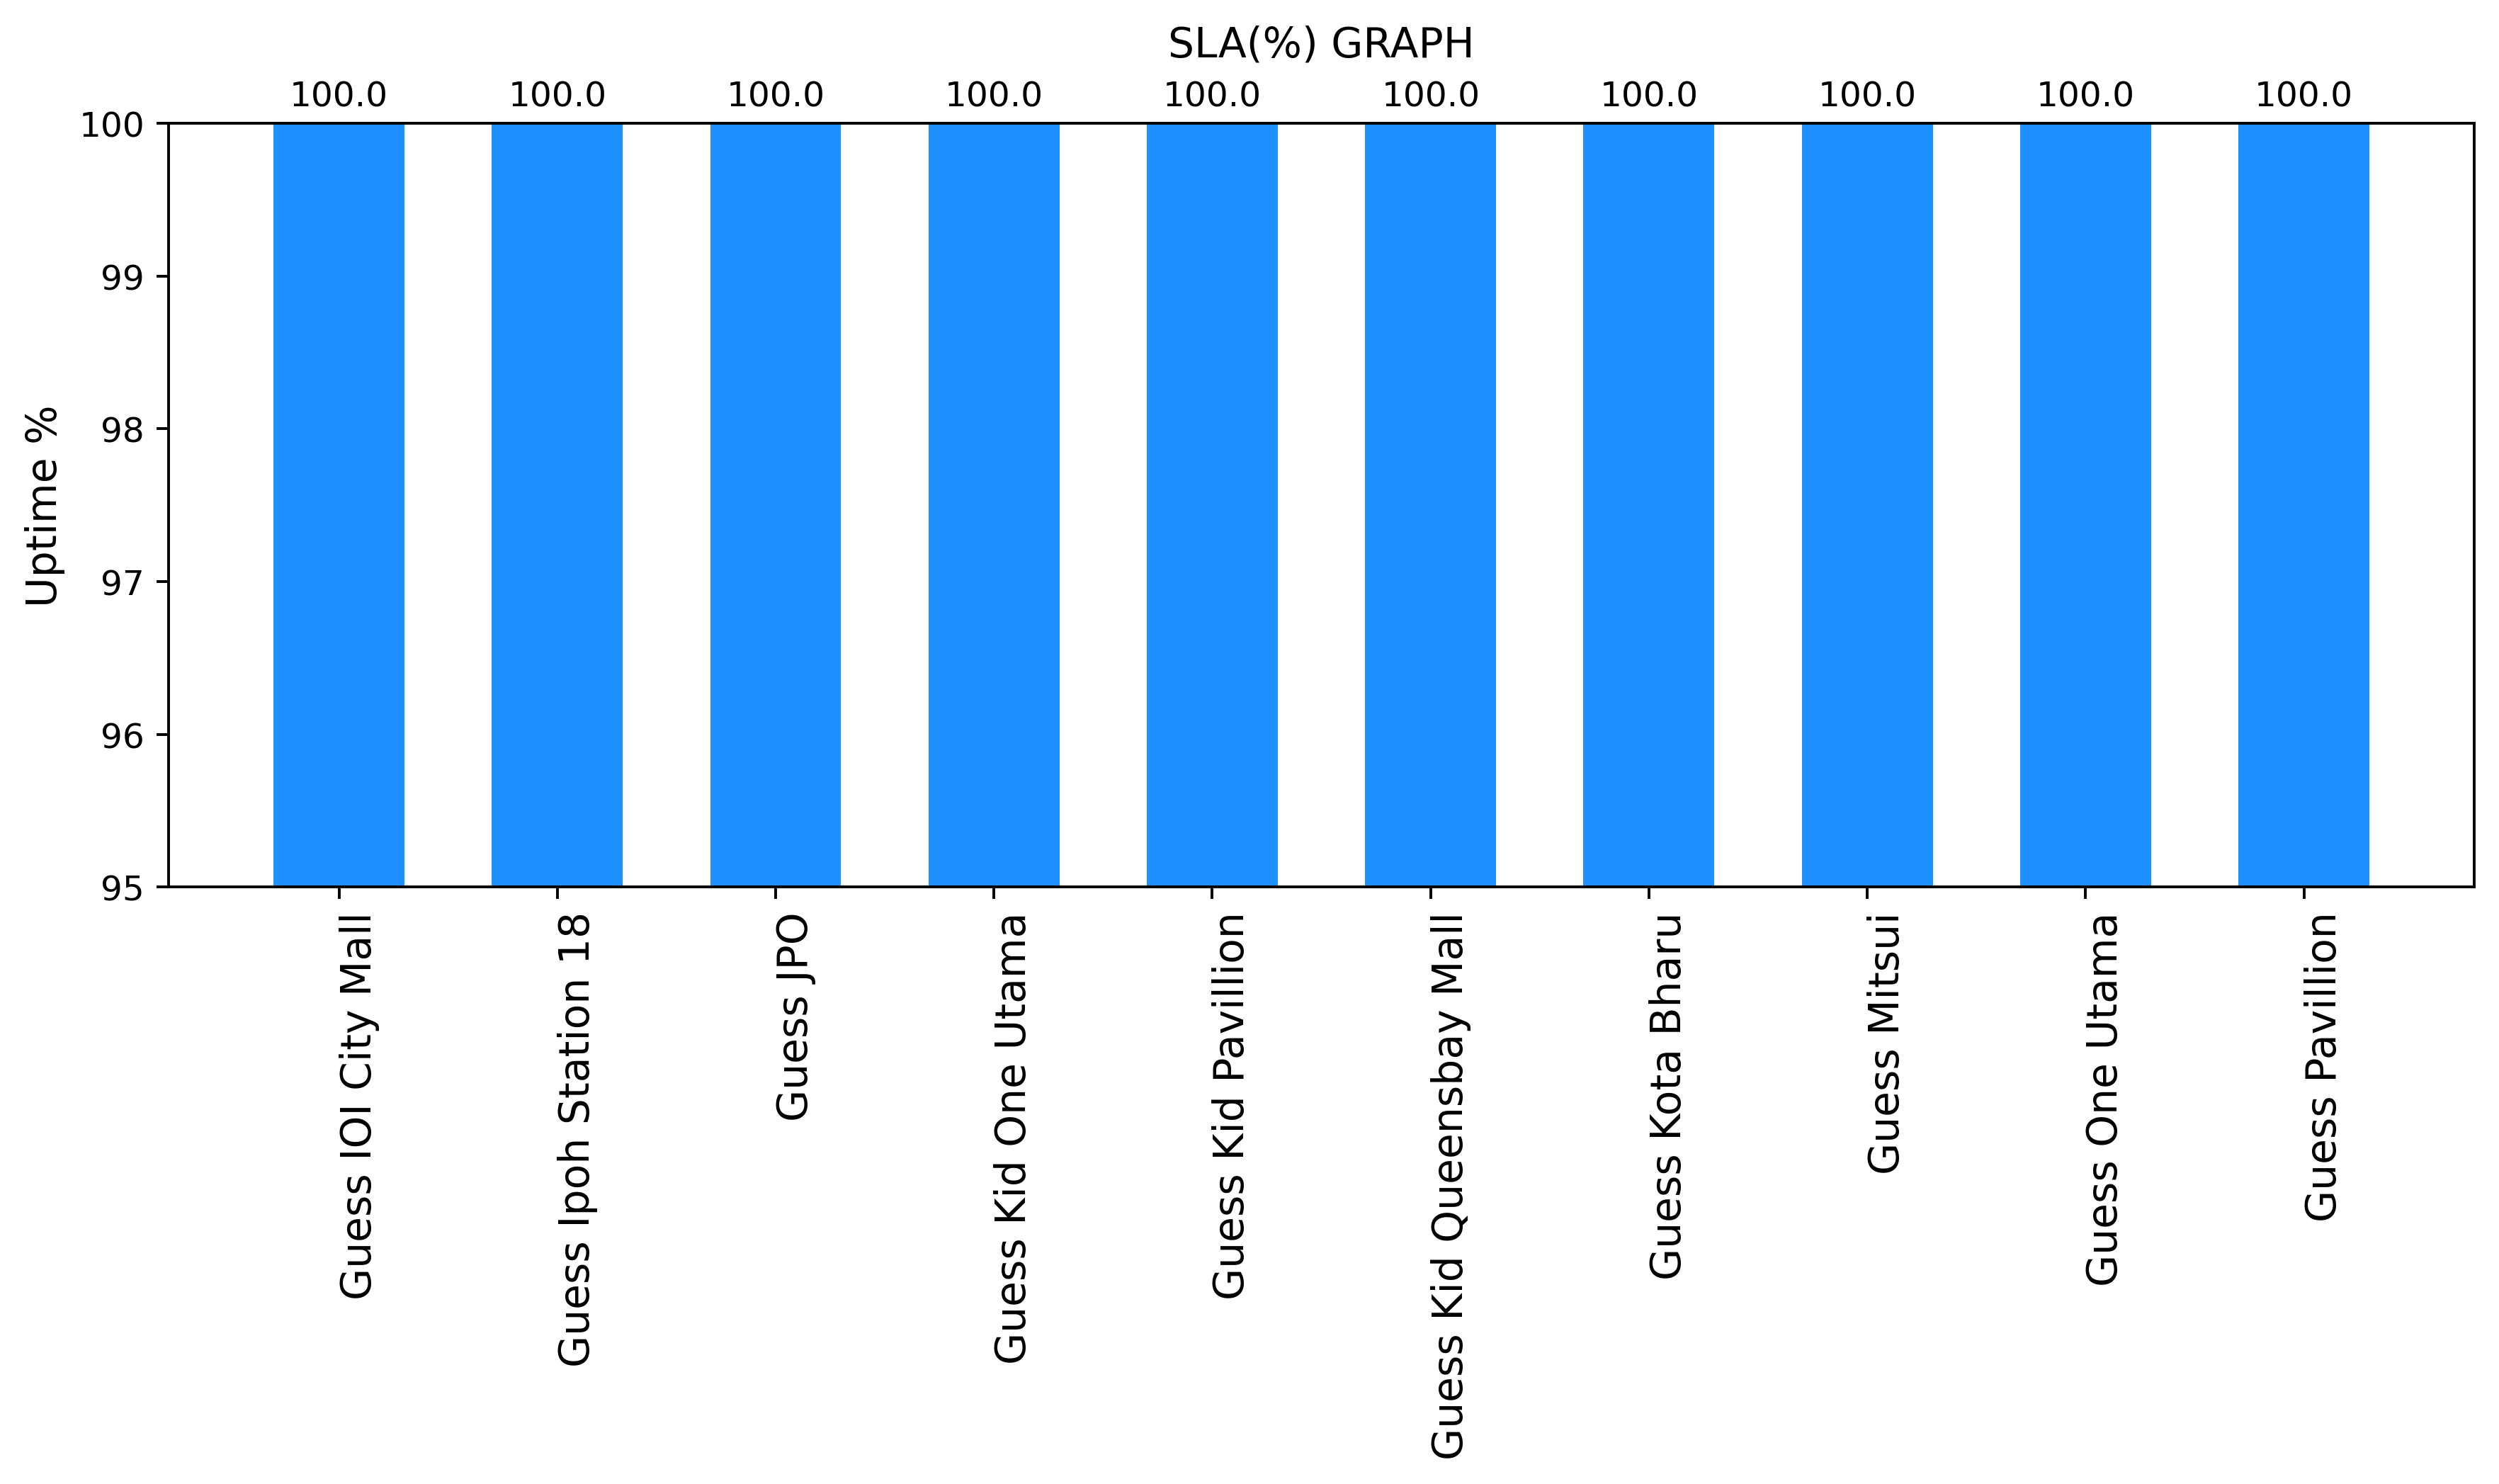 SLA(%) GRAPH
100.0 100.0 100.0 100.0 100.0 100.0 100.0 100.0 100.0 100.0
Uptime %
100
99
98
97
96
95
Guess IOI City Mall
Guess Ipoh Station 18
Guess JPO
Guess Kid One Utama
Guess Kid Pavillion
Guess Kid Queensbay Mall
Guess Kota Bharu
Guess Mitsui
Guess One Utama
Guess Pavillion